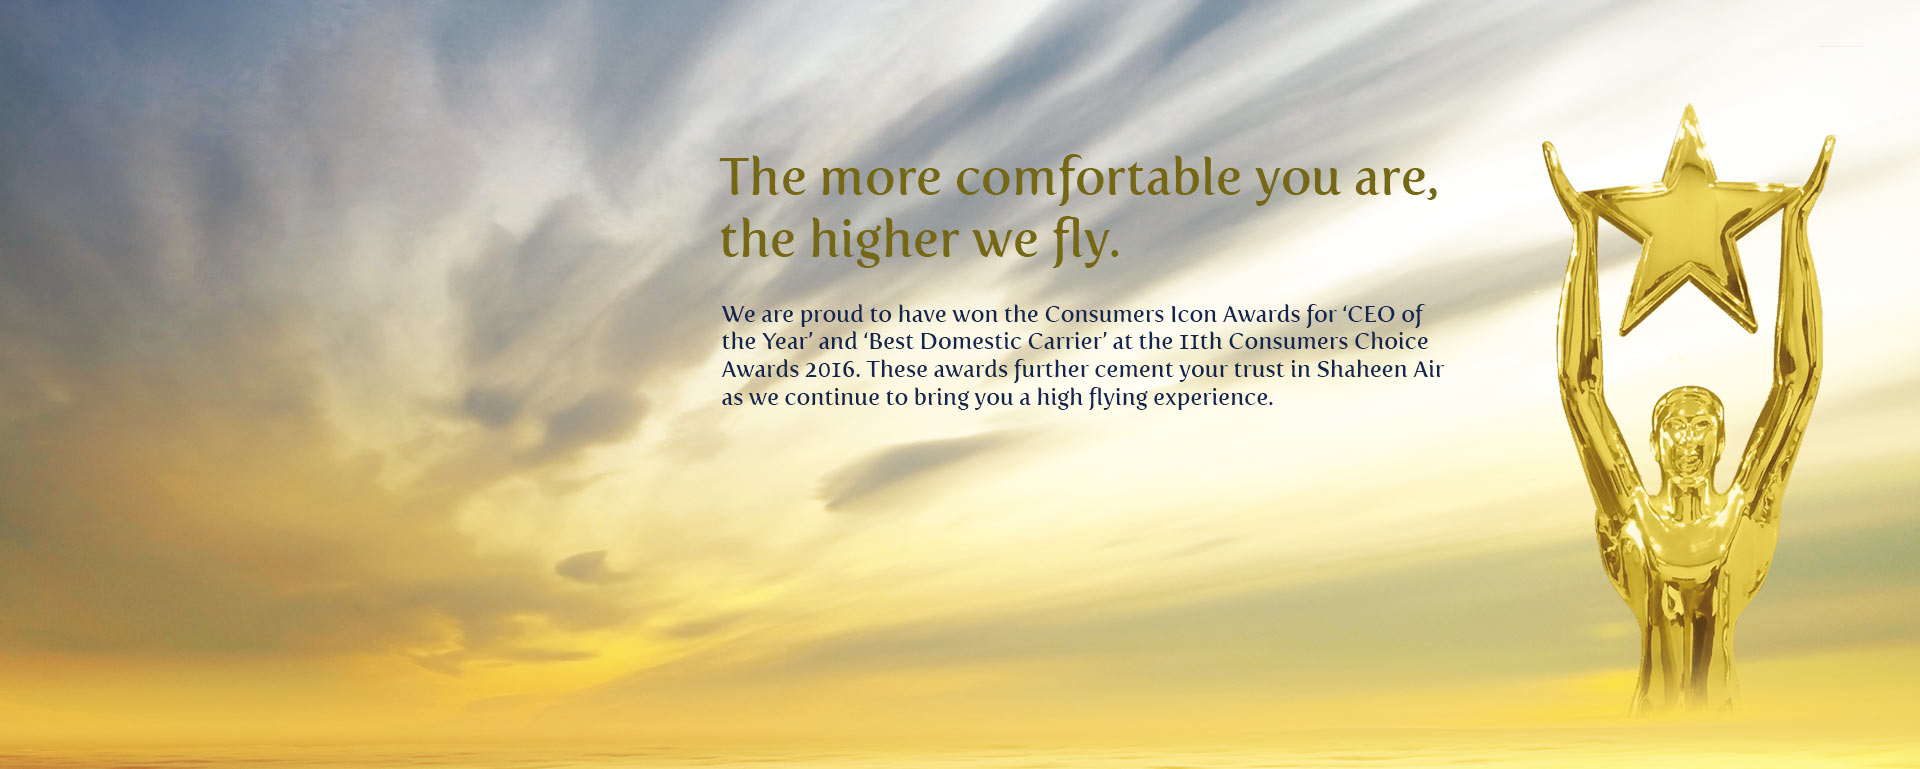 The more comfortable you are,
the higher we fly.
We are proud to have won the Consumers Icon Awards for ‘CEO of
the Year’ and ‘Best Domestic Carrier’ at the 11th Consumers Choice
Awards 2016. These awards further cement your trust in Shaheen Air
as we continue to bring you a high flying experience.